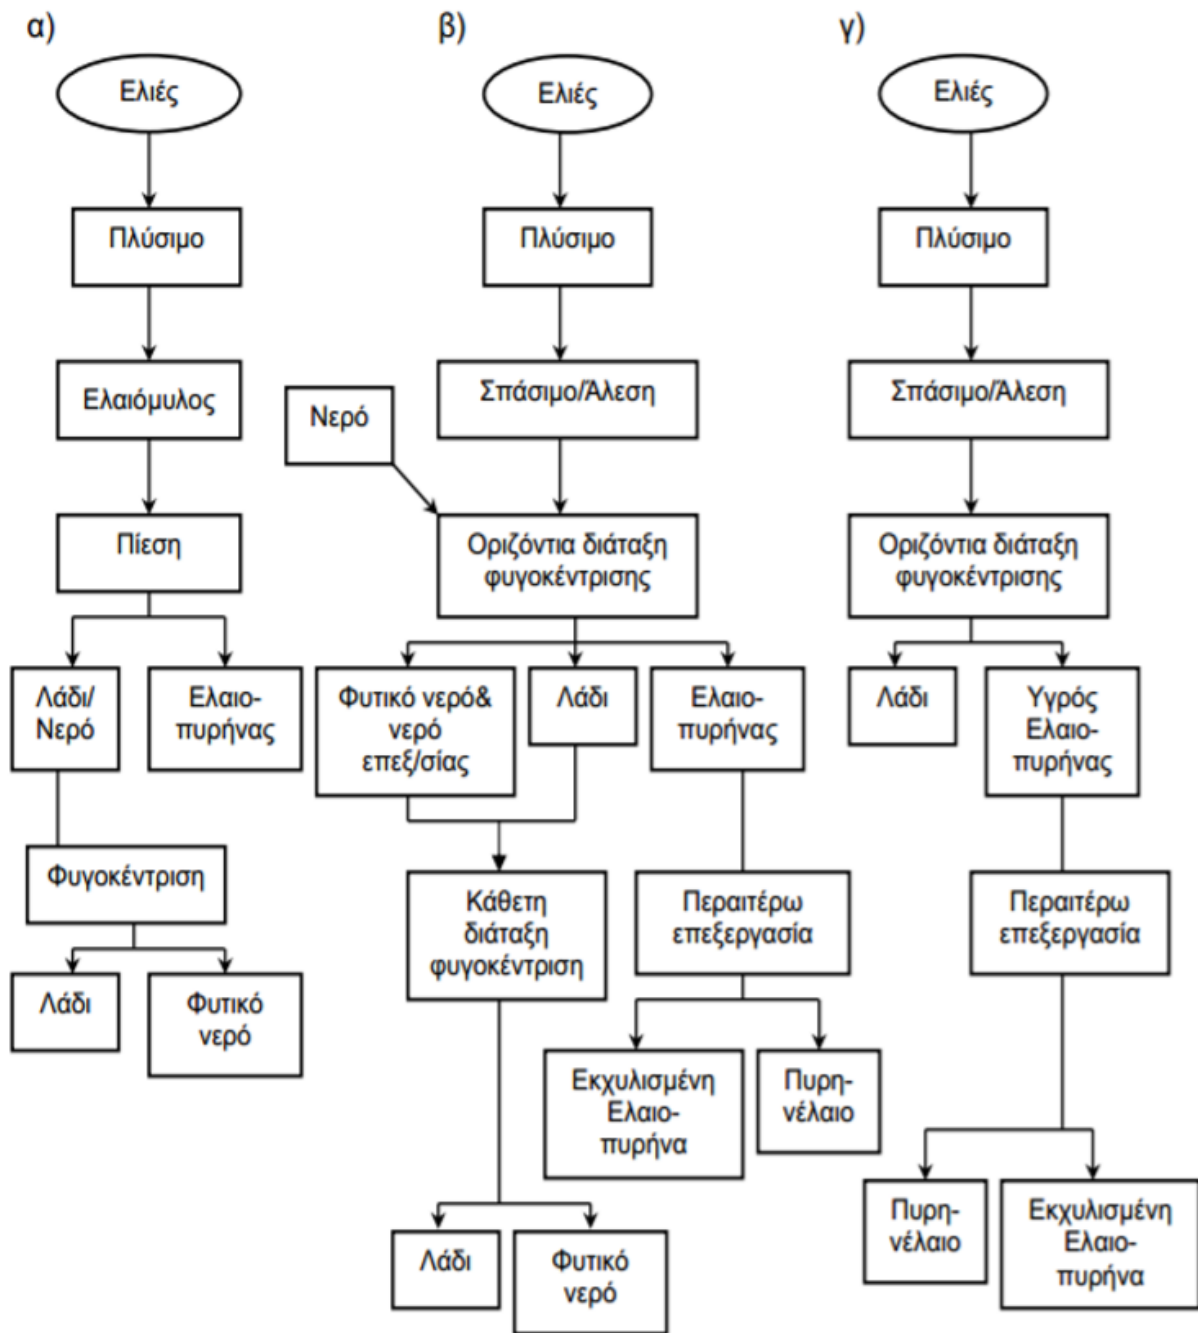 α)
Ελιές
Πλύσιμο
Ελαιόμυλος
Πίεση
Λάδι/
Νερό
Ελαιο-
πυρήνας
Φυγοκέντριση
Λάδι
Φυτικό
νερό
β)
Ελιές
Πλύσιμο
Σπάσιμο/Άλεση
Νερό
Οριζόντια διάταξη
φυγοκέντρισης
Φυτικό νερό&
νερό
επεξ/σίας
Λάδι
Ελαιο-
πυρήνας
Κάθετη
διάταξη
φυγοκέντριση
Περαιτέρω
επεξεργασία
Εκχυλισμένη
Ελαιο-
πυρήνα
Πυρη-
νέλαιο
Λάδι
Φυτικό
νερό
γ)
Ελιές
Πλύσιμο
Σπάσιμο/Άλεση
Οριζόντια διάταξη
φυγοκέντρισης
Λάδι
Υγρός
Ελαιο-
πυρήνας
Περαιτέρω
επεξεργασία
Πυρη-
νέλαιο
Εκχυλισμένη
Ελαιο-
πυρήνα